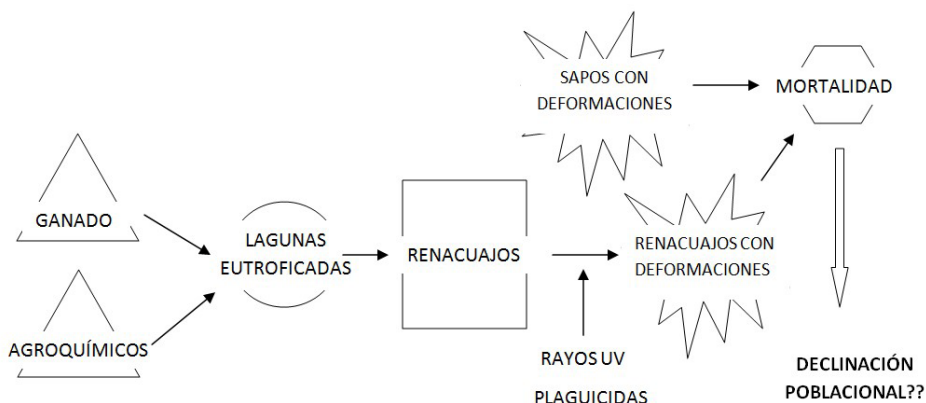 SAPOS CON
DEFORMACIONES
MORTALIDAD
GANADO
LAGUNAS
EUTROFICADAS
RENACUAJOS
RENACUAJOS CON
DEFORMACIONES
AGROQUÍMICOS
RAYOS UV
PLAGUICIDAS
DECLINACIÓN
POBLACIONAL??